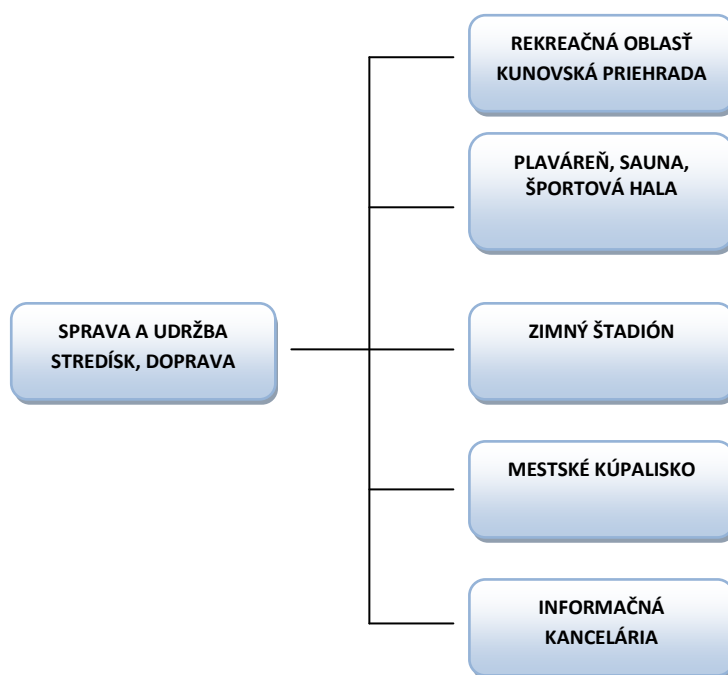 REKREAČNÁ OBLASŤ
KUNOVSKÁ PRIEHRADA
PLAVÁREŇ, SAUNA,
ŠPORTOVÁ HALA
SPRAVA A UDRŽBA
STREDÍSK, DOPRAVA
ZIMNÝ ŠTADIÓN
MESTSKÉ KÚPALISKO
INFORMAČNÁ
KANCELÁRIA